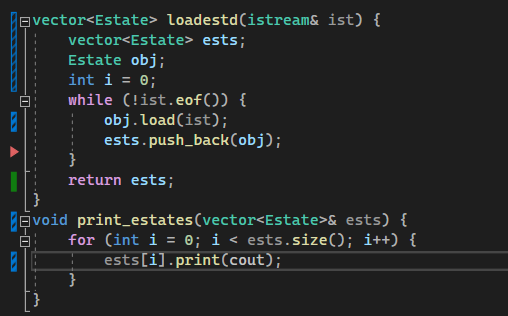 vector<Estate> loadestd(istream& ist) {
    vector<Estate> ests;
    Estate obj;
    int i = 0;
    while (!ist.eof()) {
        obj.load(ist);
        ests.push_back(obj);
    }
    return ests;
}
void print_estates(vector<Estate>& ests) {
    for (int i = 0; i < ests.size(); i++) {
        ests[i].print(cout);
    }
}